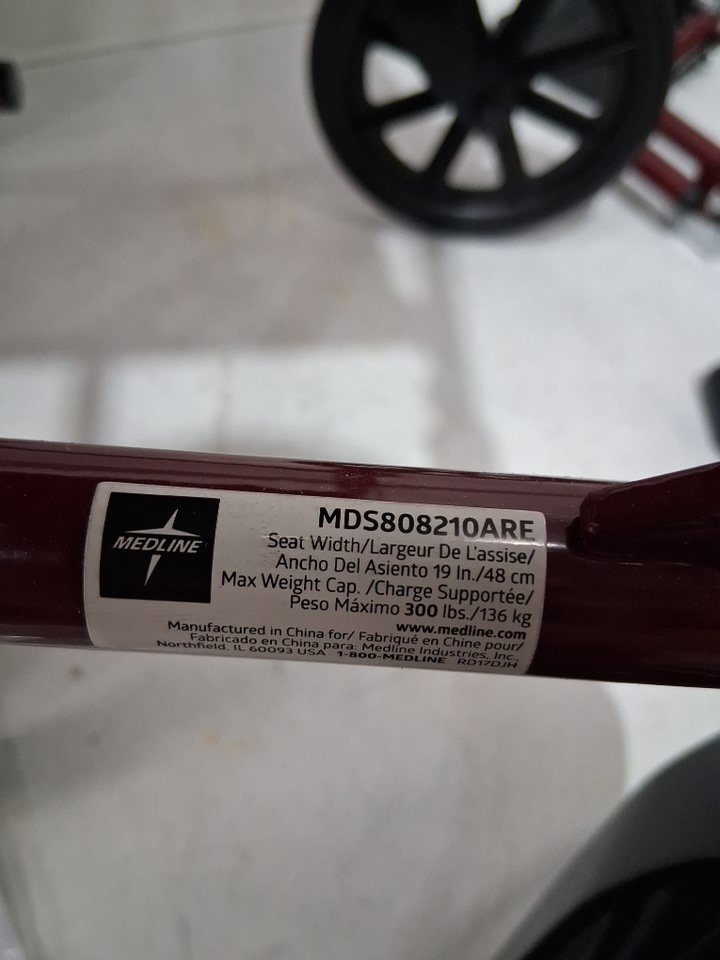 MEDLINE
MDS808210ARE
Seat Width/Largeur De L'assise/
Ancho Del Asiento 19 In./48 cm
Max Weight Cap. /Charge Supportée/
Peso Máximo 300 lbs./136 kg
www.medline.com
Manufactured in China for/ Fabriqué en Chine pour/
Fabricado en China para: Medline Industries, Inc.,
Northfield, IL 60093 USA 1-800-MEDLINE RD17DJH